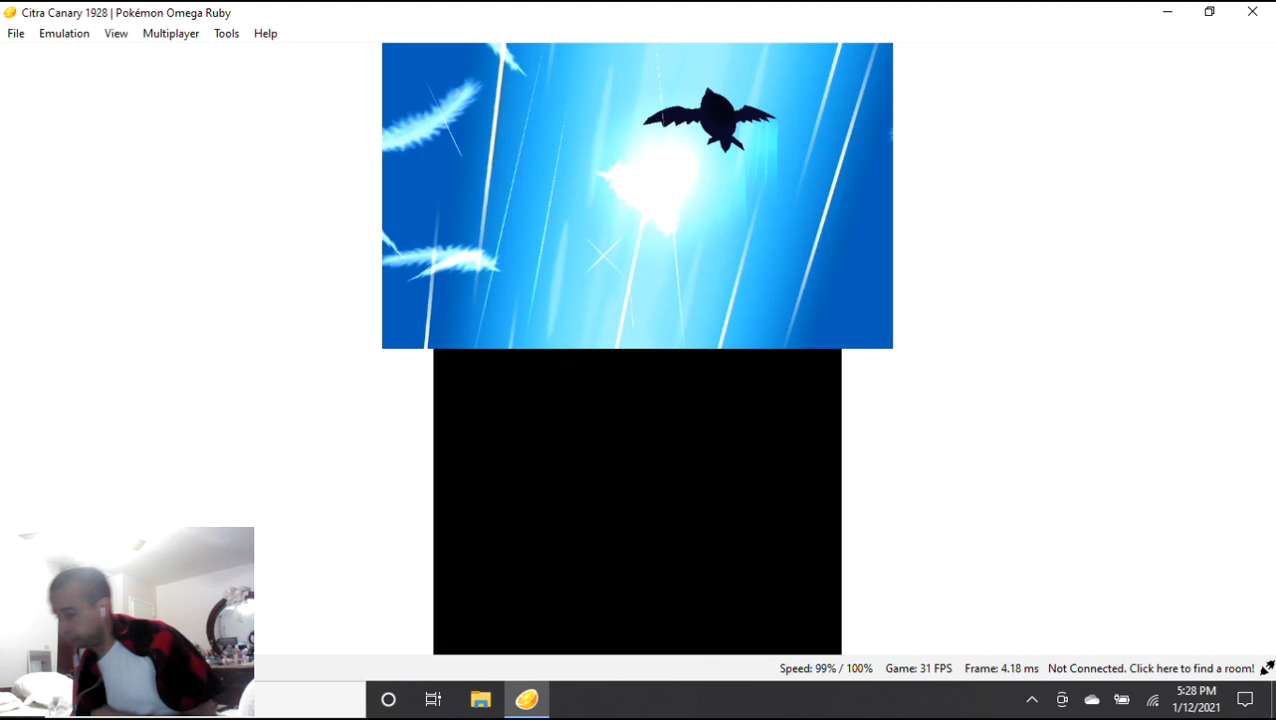 Citra Canary 1928 | Pokémon Omega Ruby
File Emulation View Multiplayer Tools Help
Speed: 99% / 100% Game: 31 FPS Frame: 4.18 ms Not Connected. Click here to find a room!
5:28 PM
1/12/2021